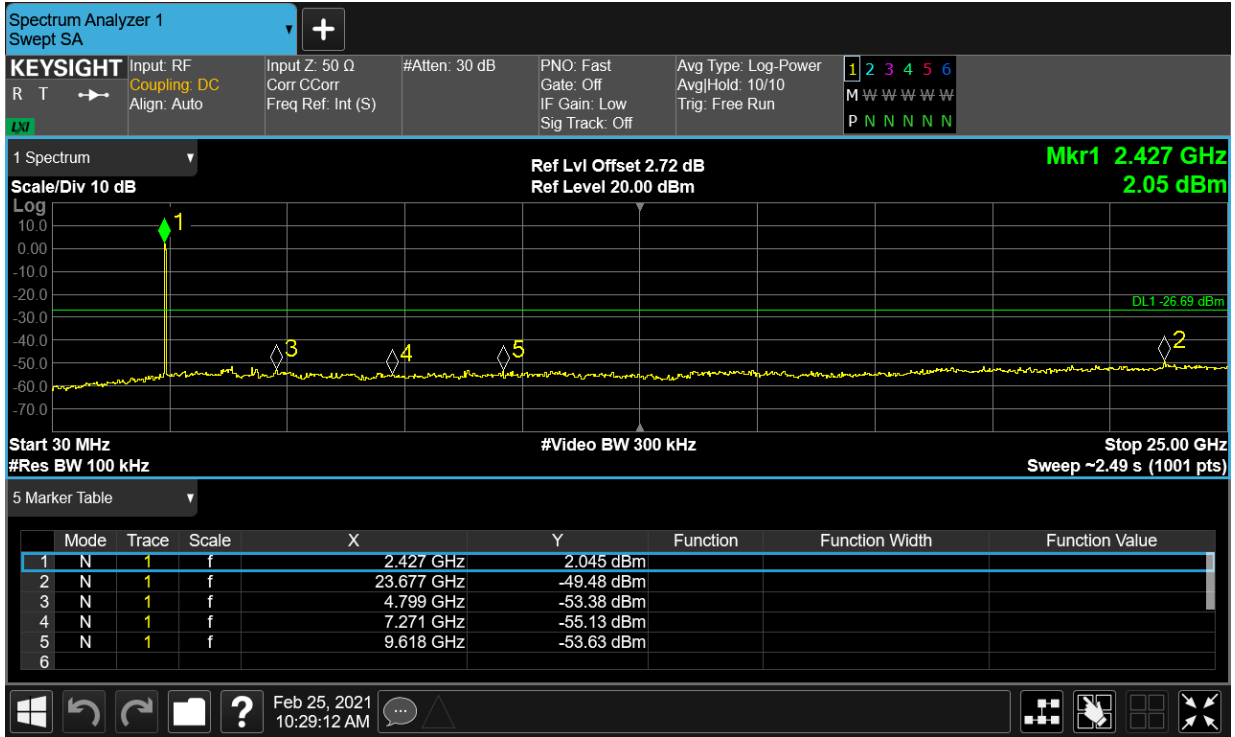 Spectrum Analyzer 1
Swept SA
+
KEYSIGHT Input: RF Input Z: 50 Ω #Atten: 30 dB PNO: Fast Avg Type: Log-Power 1 2 3 4 5 6
R T Coupling: DC Corr CCorr Gate: Off Avg|Hold: 10/10 M W W W W W
Align: Auto Freq Ref: Int (S) IF Gain: Low Trig: Free Run
LXI Sig Track: Off P N N N N N
1 Spectrum Ref Lvl Offset 2.72 dB Mkr1 2.427 GHz
Scale/Div 10 dB Ref Level 20.00 dBm 2.05 dBm
Log
10.0 1
0.00
-10.0
-20.0 DL1 -26.69 dBm
-30.0
-40.0 3 4 5 2
-50.0
-60.0
-70.0
Start 30 MHz #Video BW 300 kHz Stop 25.00 GHz
#Res BW 100 kHz Sweep ~2.49 s (1001 pts)
5 Marker Table
Mode Trace Scale X Y Function Function Width Function Value
1 N 1 f 2.427 GHz 2.045 dBm
2 N 1 f 23.677 GHz -49.48 dBm
3 N 1 f 4.799 GHz -53.38 dBm
4 N 1 f 7.271 GHz -55.13 dBm
5 N 1 f 9.618 GHz -53.63 dBm
6
? Feb 25, 2021
10:29:12 AM